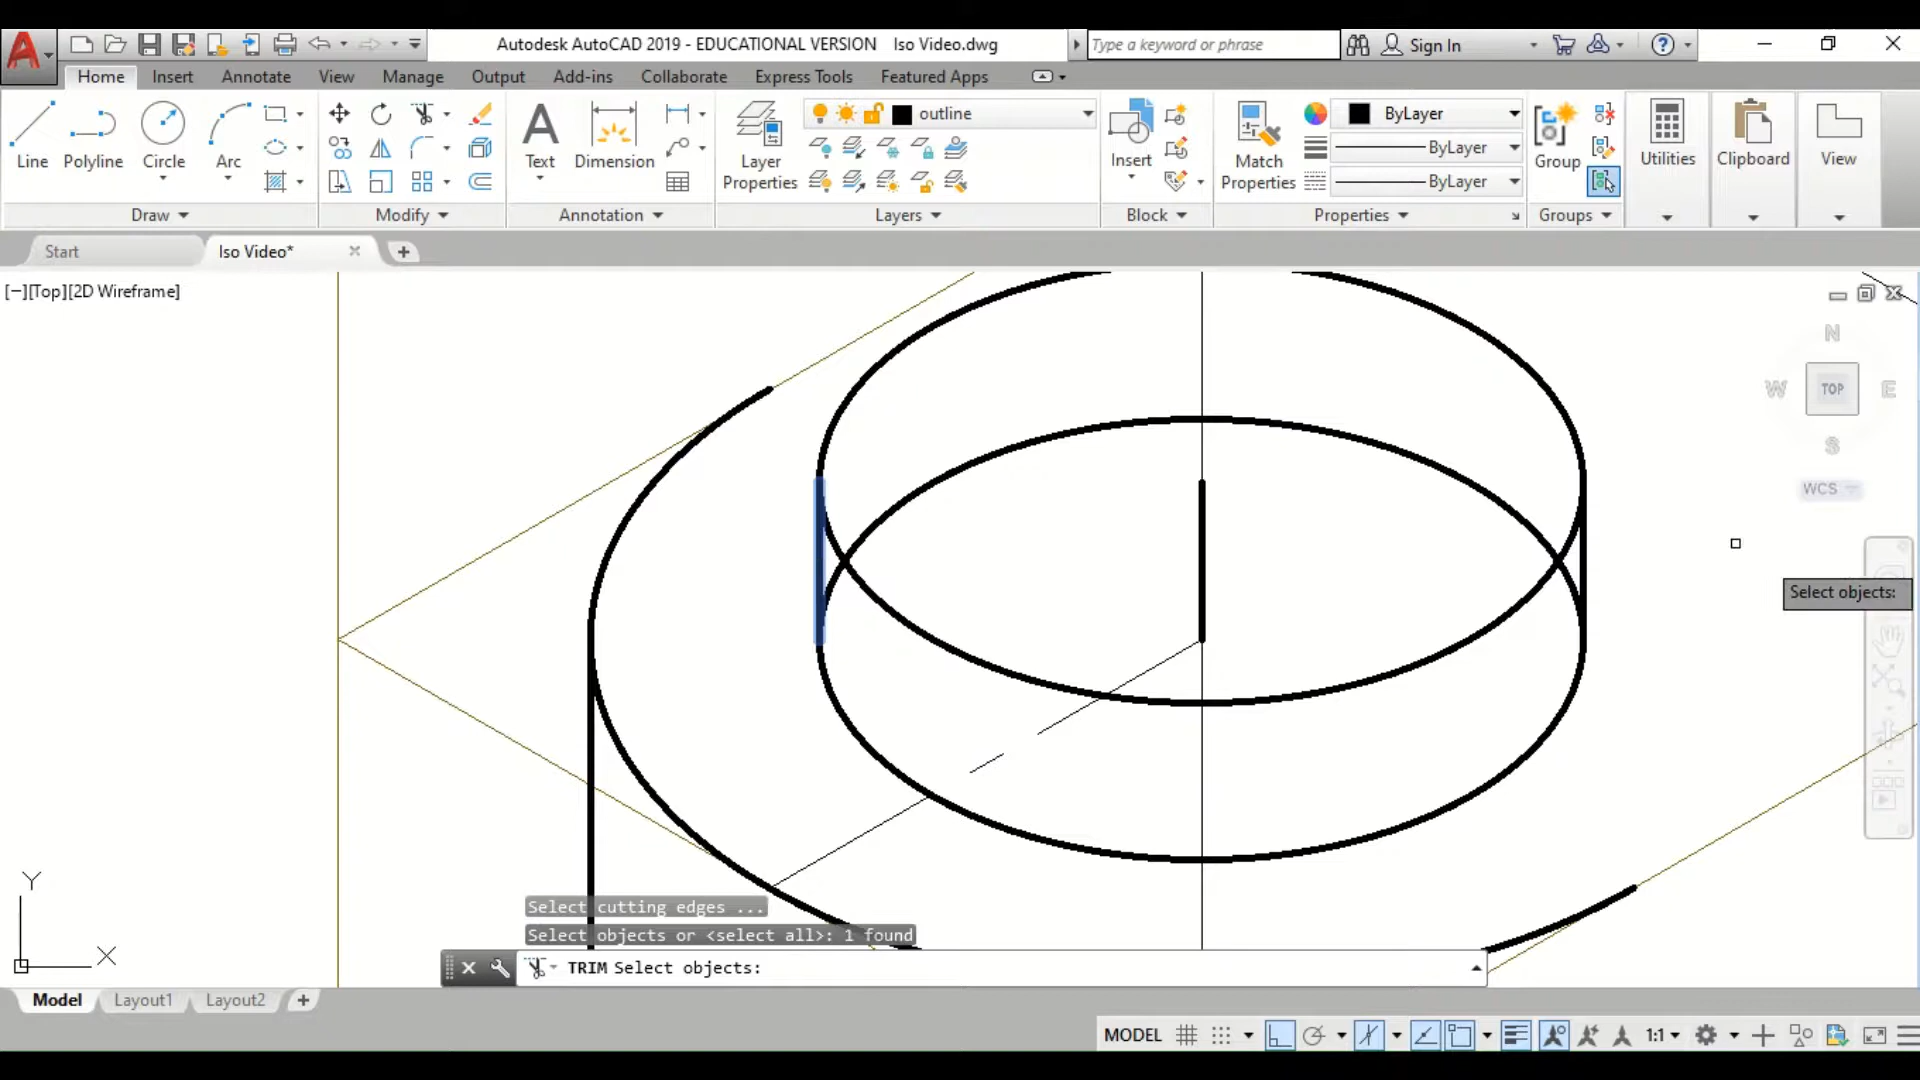 Autodesk AutoCAD 2019 - EDUCATIONAL VERSION Iso Video.dwg
Type a keyword or phrase
Sign In
Home Insert Annotate View Manage Output Add-ins Collaborate Express Tools Featured Apps
Line Polyline Circle Arc
Text Dimension
Layer Properties
outline
Insert
Match Properties
ByLayer
ByLayer
ByLayer
Group
Utilities
Clipboard
View
Draw Modify Annotation Layers Block Properties Groups
Start Iso Video*
[−][Top][2D Wireframe]
N
W TOP E
S
WCS
Select objects:
Y
X
Select cutting edges ...
Select objects or <select all>: 1 found
TRIM Select objects:
Model Layout1 Layout2
MODEL 1:1